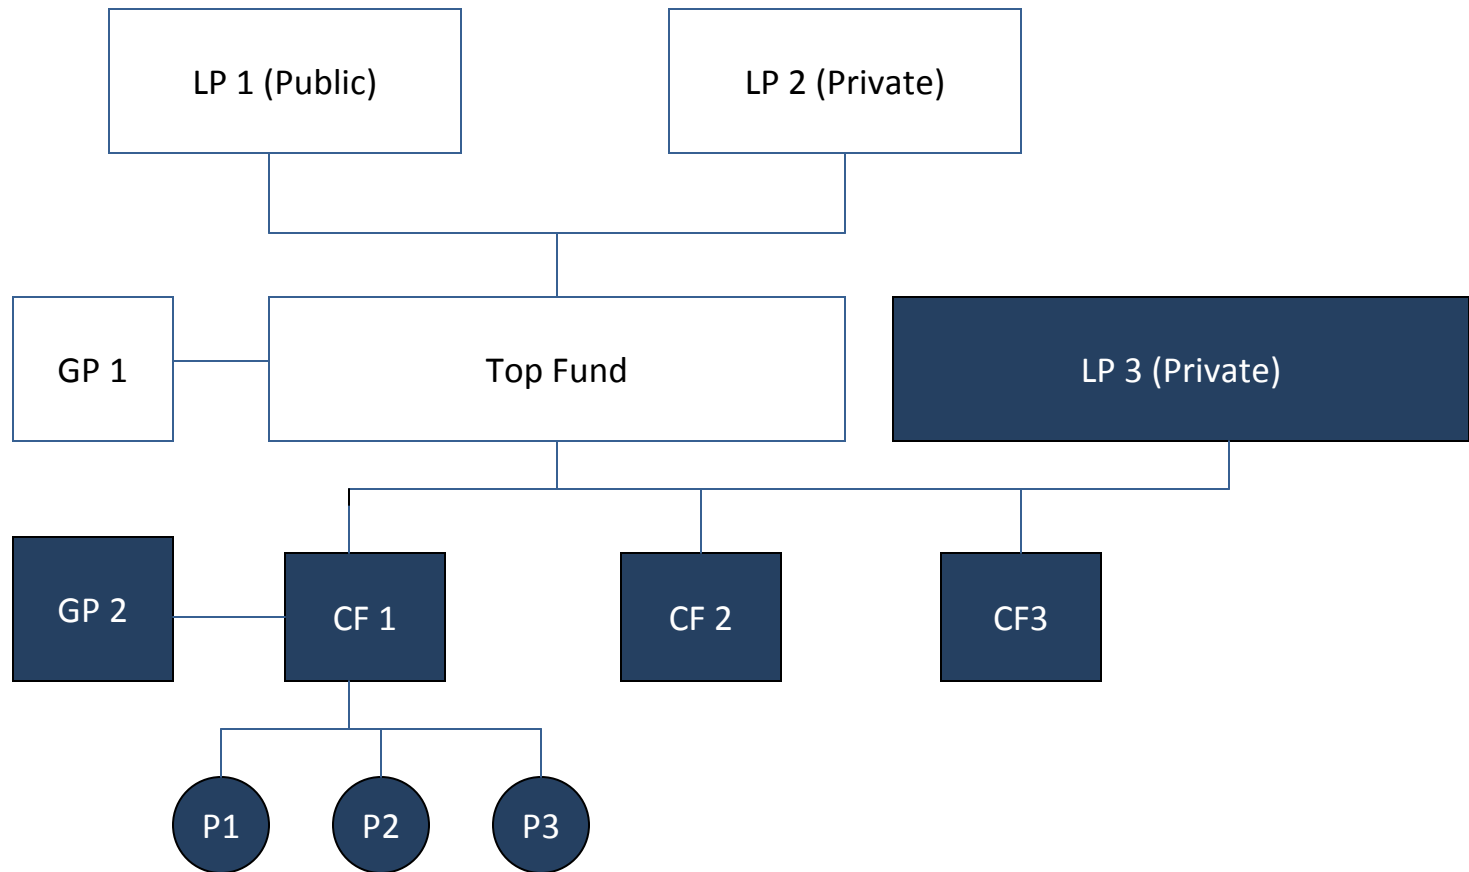 LP 1 (Public)
LP 2 (Private)
GP 1
Top Fund
LP 3 (Private)
GP 2
CF 1
CF 2
CF3
P1
P2
P3